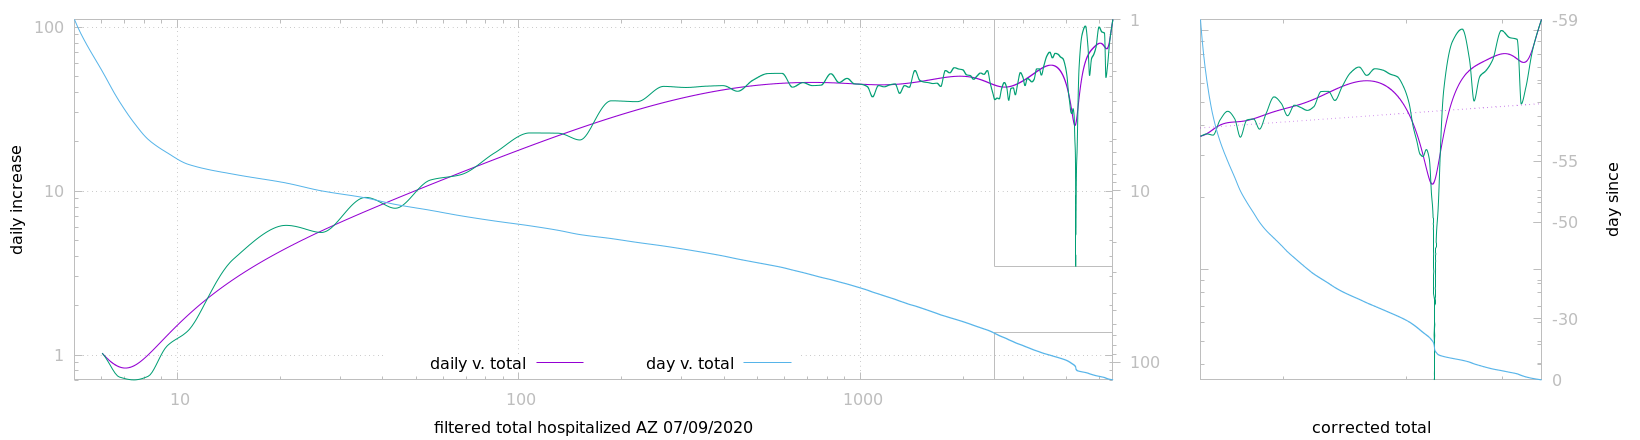 100
10
1
daily increase
10
100
1000
filtered total hospitalized AZ 07/09/2020
daily v. total
day v. total
1
10
100
-59
-55
-50
-30
0
day since
corrected total